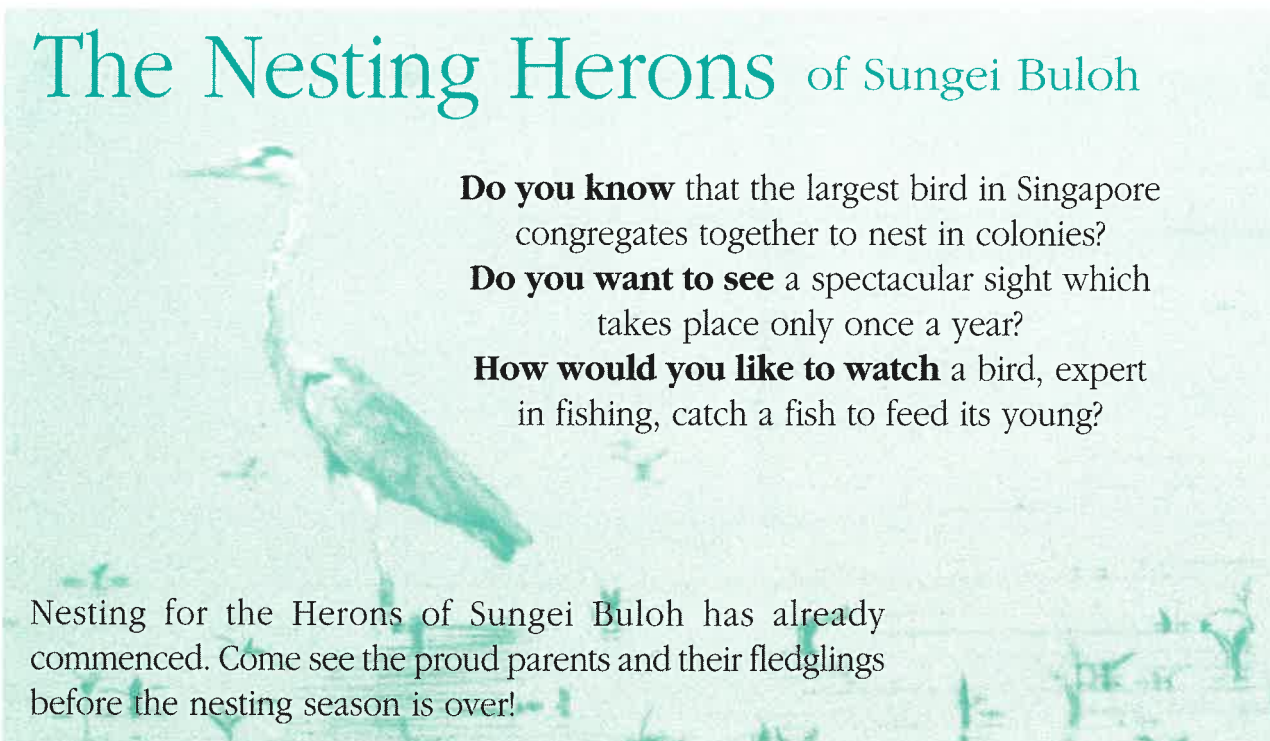 The Nesting Herons of Sungei Buloh
Do you know that the largest bird in Singapore
congregates together to nest in colonies?
Do you want to see a spectacular sight which
takes place only once a year?
How would you like to watch a bird, expert
in fishing, catch a fish to feed its young?
Nesting for the Herons of Sungei Buloh has already
commenced. Come see the proud parents and their fledglings
before the nesting season is over!